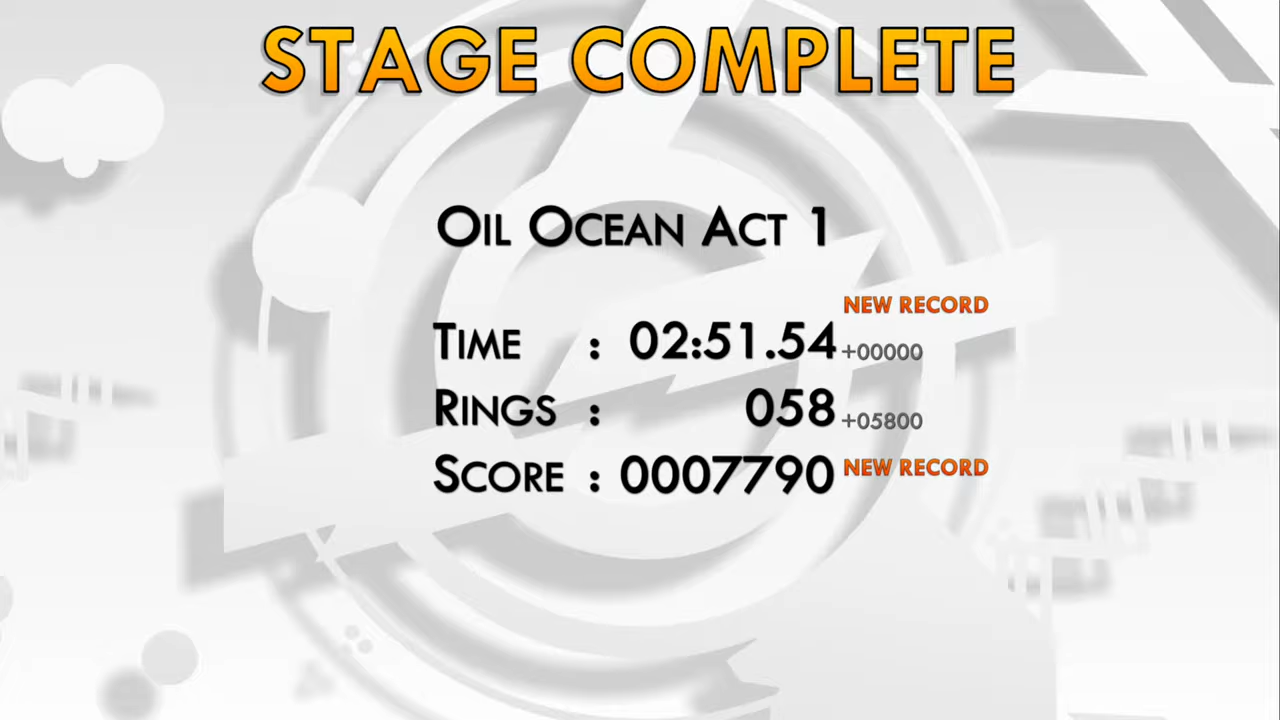 STAGE COMPLETE
OIL OCEAN ACT 1
NEW RECORD
TIME : 02:51.54 +00000
RINGS : 058 +05800
SCORE : 0007790 NEW RECORD